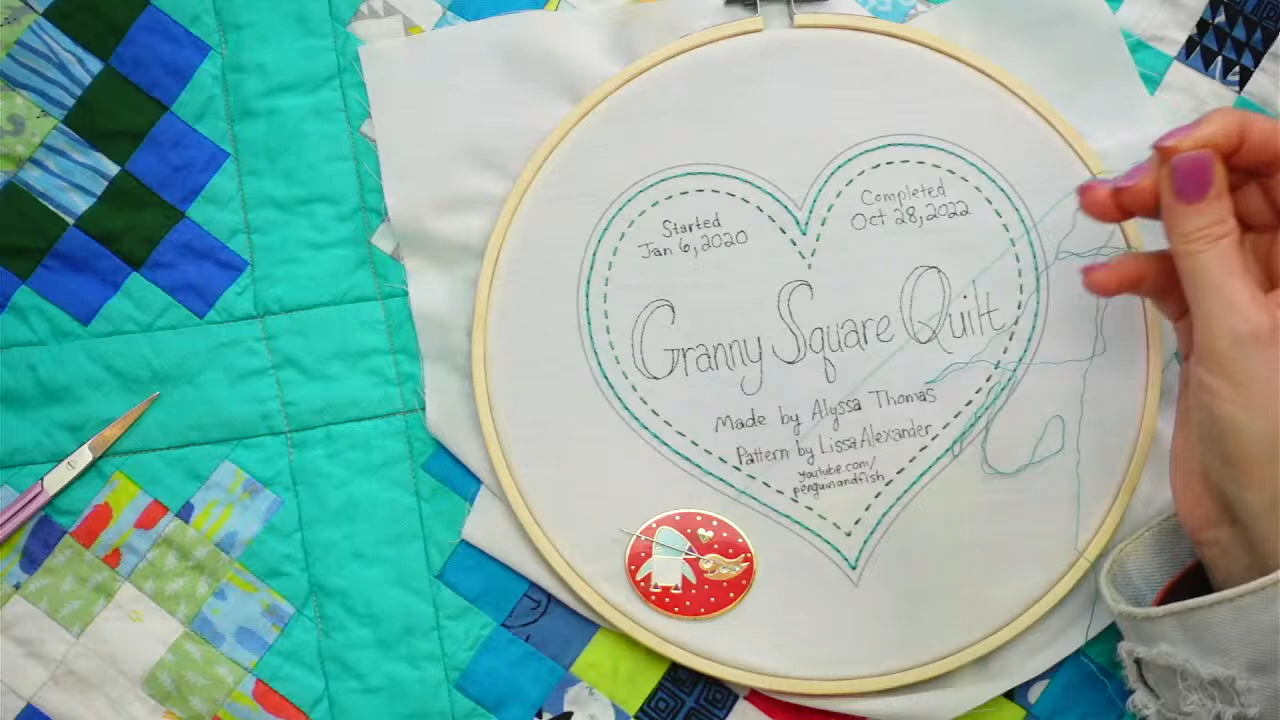 Started
Jan 6, 2020
Completed
Oct 28, 2022
Granny Square Quilt
Made by Alyssa Thomas
Pattern by Lissa Alexander
youtube.com/
penguinandfish